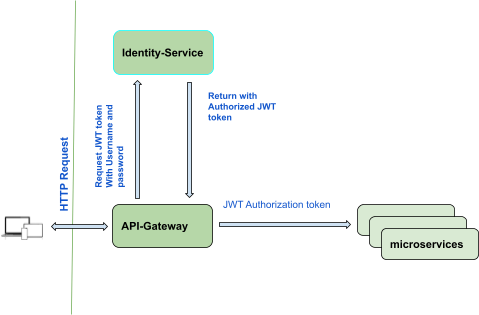 Identity-Service
Return with
Authorized JWT
token
Request JWT token
With Username and
password
HTTP Request
JWT Authorization token
API-Gateway
microservices